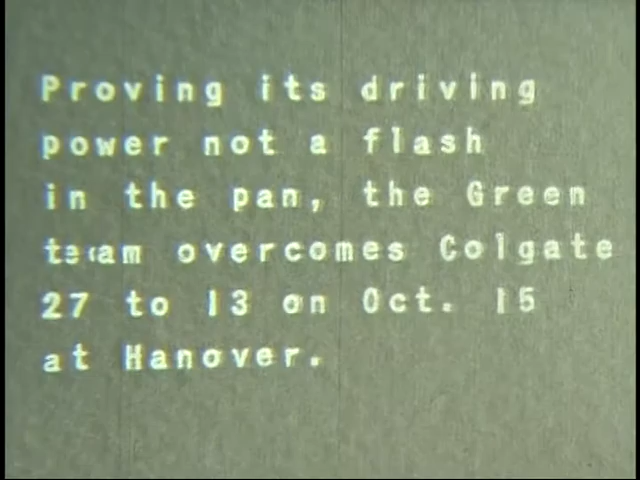 Proving its driving
power not a flash
in the pan, the Green
team overcomes Colgate
27 to 13 on Oct. 15
at Hanover.